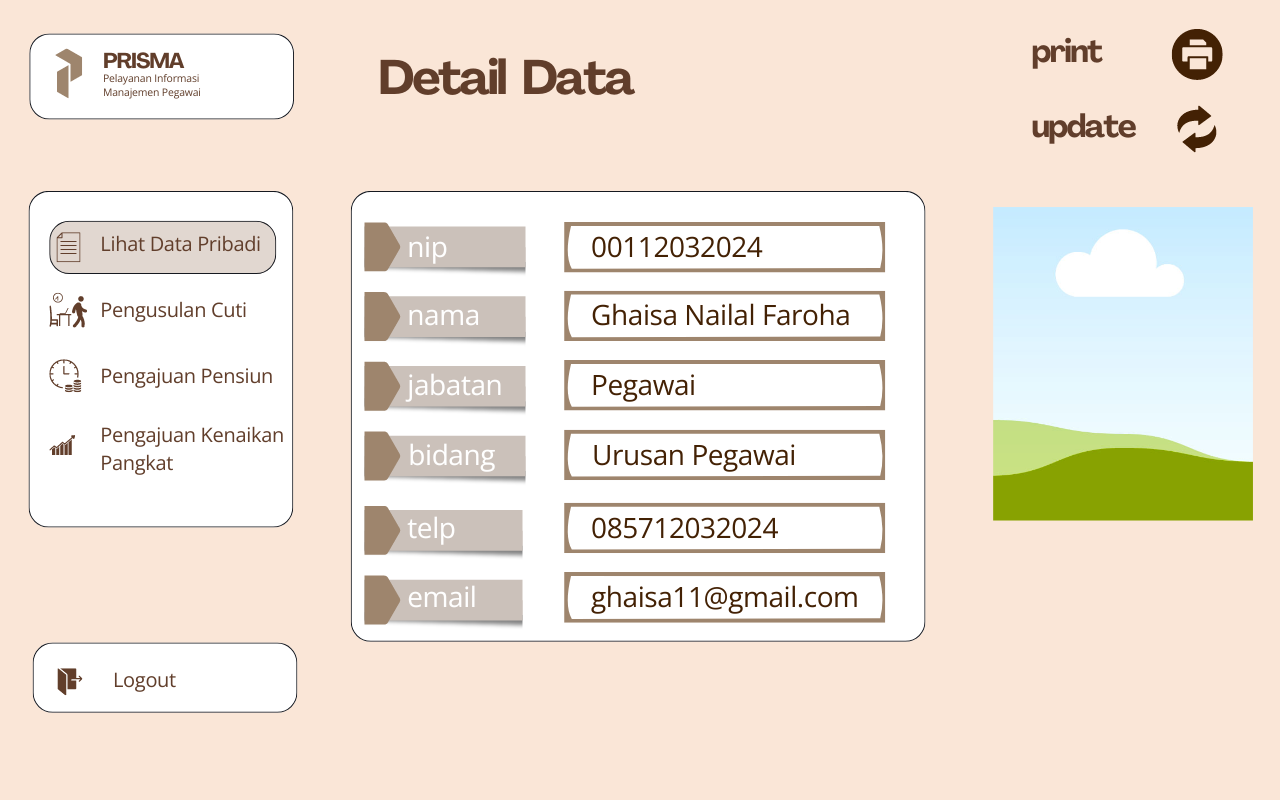 PRISMA
Pelayanan Informasi
Manajemen Pegawai
Detail Data
print
update
Lihat Data Pribadi
Pengusulan Cuti
Pengajuan Pensiun
Pengajuan Kenaikan
Pangkat
Logout
nip 00112032024
nama Ghaisa Nailal Faroha
jabatan Pegawai
bidang Urusan Pegawai
telp 085712032024
email ghaisa11@gmail.com